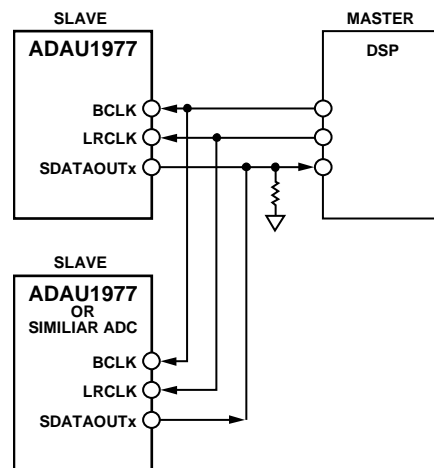 SLAVE
ADAU1977
BCLK
LRCLK
SDATAOUTx
MASTER
DSP
SLAVE
ADAU1977
OR
SIMILIAR ADC
BCLK
LRCLK
SDATAOUTx